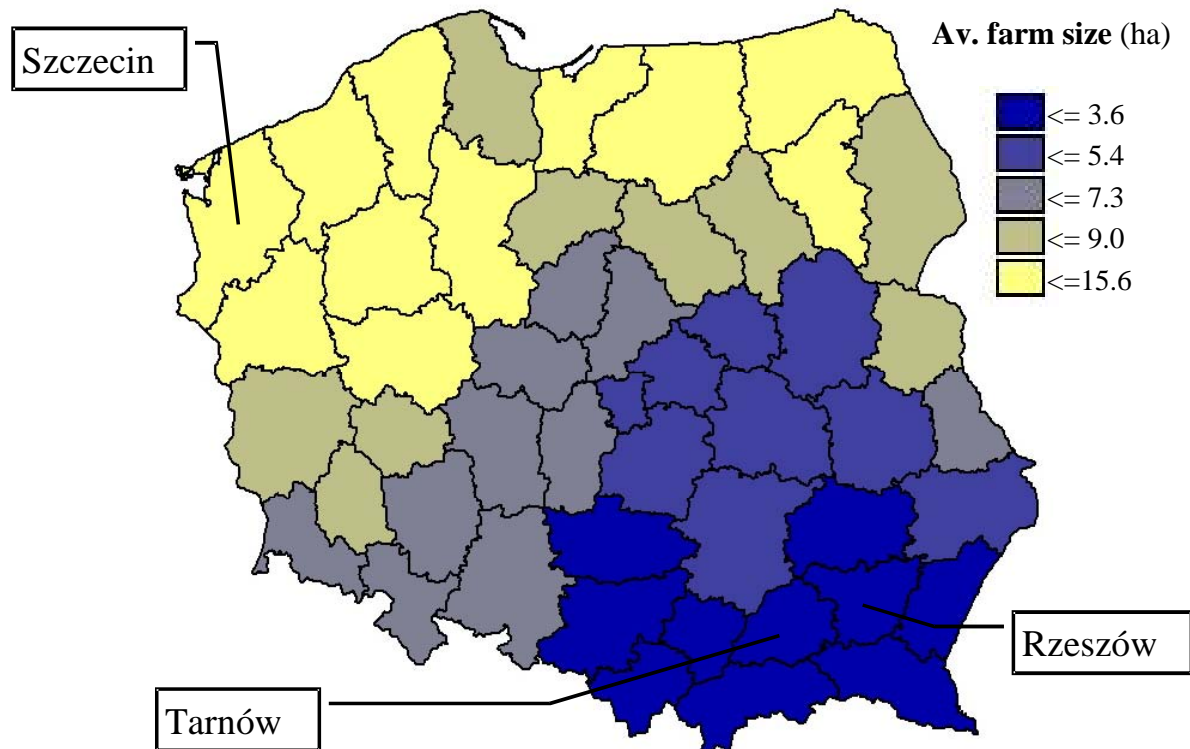 Szczecin
Av. farm size (ha)
<= 3.6
<= 5.4
<= 7.3
<= 9.0
<=15.6
Rzeszów
Tarnów